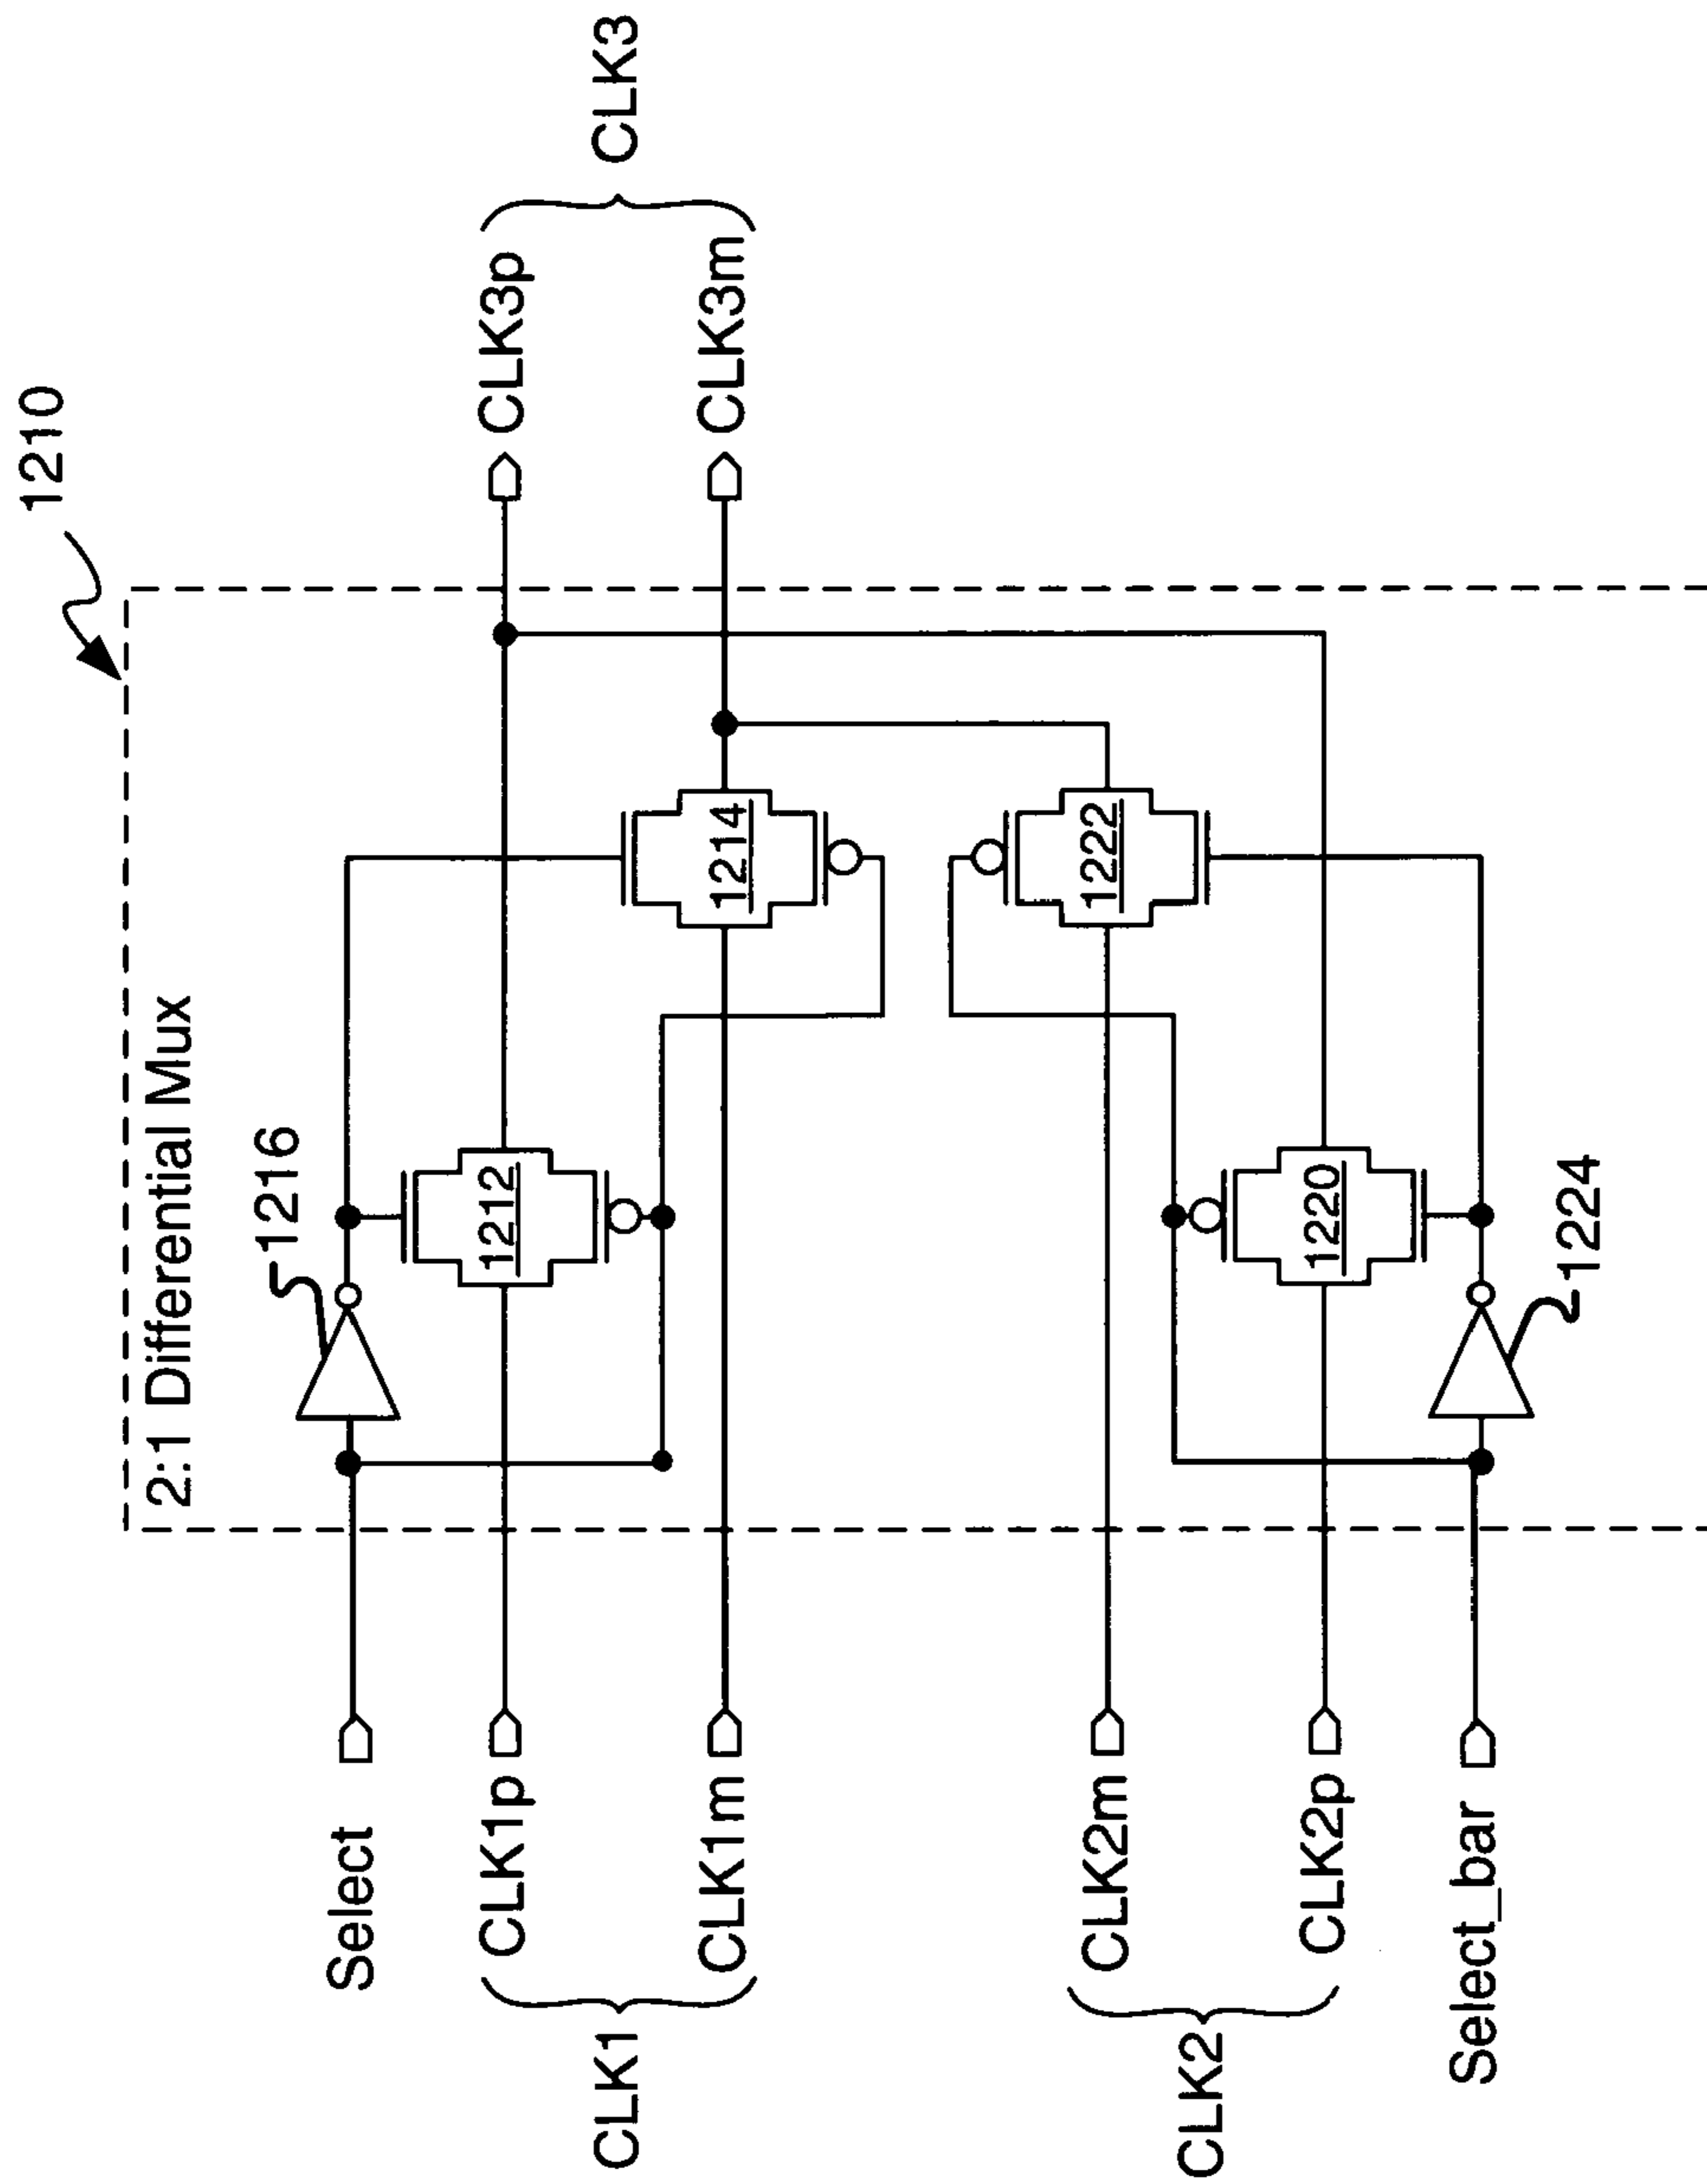 1210
2:1 Differential Mux
1216
Select
CLK1p
CLK3p
1212
CLK1
CLK3
CLK1m
CLK3m
1214
CLK2m
1222
CLK2
CLK2p
1220
Select_bar
1224